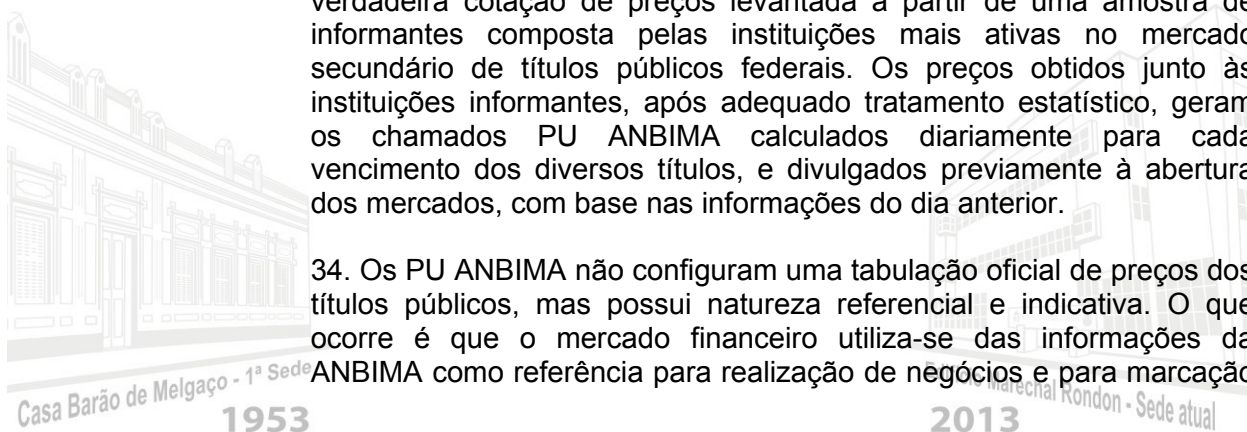 verdadeira cotação de preços levantada a partir de uma amostra de
informantes composta pelas instituições mais ativas no mercado
secundário de títulos públicos federais. Os preços obtidos junto às
instituições informantes, após adequado tratamento estatístico, geram
os chamados PU ANBIMA calculados diariamente para cada
vencimento dos diversos títulos, e divulgados previamente à abertura
dos mercados, com base nas informações do dia anterior.
34. Os PU ANBIMA não configuram uma tabulação oficial de preços dos
títulos públicos, mas possui natureza referencial e indicativa. O que
ocorre é que o mercado financeiro utiliza-se das informações da
ANBIMA como referência para realização de negócios e para marcação
Casa Barão de Melgaço - 1ª Sede
1953
Marechal Rondon - Sede atual
2013